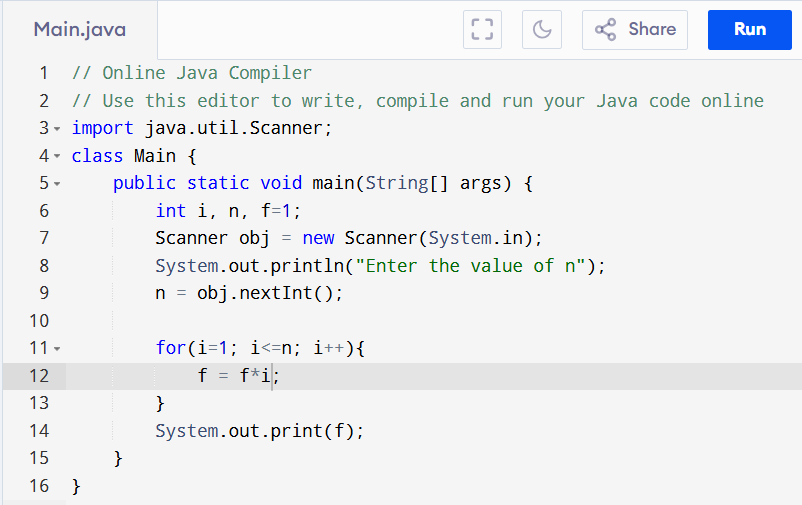 Main.java
Share
Run
1 // Online Java Compiler
2 // Use this editor to write, compile and run your Java code online
3 import java.util.Scanner;
4 class Main {
5     public static void main(String[] args) {
6         int i, n, f=1;
7         Scanner obj = new Scanner(System.in);
8         System.out.println("Enter the value of n");
9         n = obj.nextInt();
10
11         for(i=1; i<=n; i++){
12             f = f*i;
13         }
14         System.out.print(f);
15     }
16 }